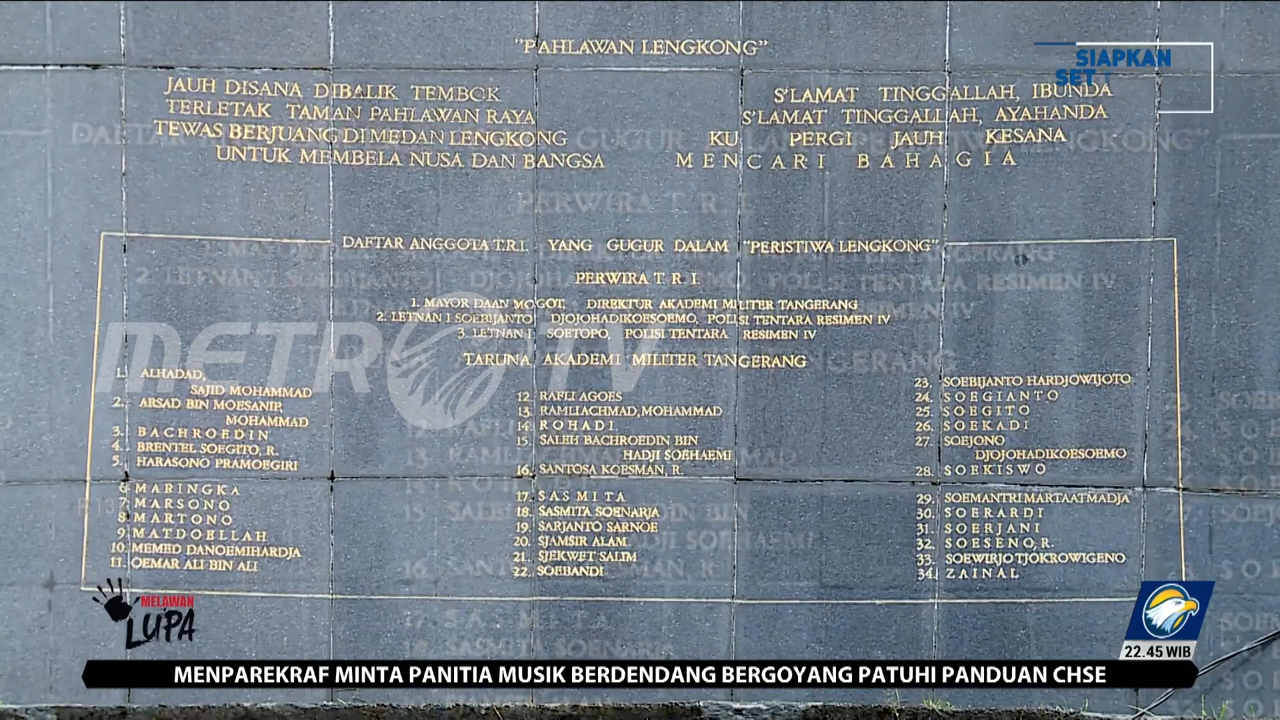 "PAHLAWAN LENGKONG"
SIAPKAN
SET T
JAUH DISANA DIBALIK TEMBOK
TERLETAK TAMAN PAHLAWAN RAYA
TEWAS BERJUANG DI MEDAN LENGKONG
UNTUK MEMBELA NUSA DAN BANGSA
S'LAMAT TINGGALLAH, IBUNDA
S'LAMAT TINGGALLAH, AYAHANDA
KU PERGI JAUH KESANA
MENCARI BAHAGIA
DAFTAR ANGGOTA T.R.I. YANG GUGUR DALAM "PERISTIWA LENGKONG"
PERWIRA T.R.I.
1. MAYOR DAAN MOGOT, DIREKTUR AKADEMI MILITER TANGERANG
2. LETNAN I SOEBIJANTO DJOJOHADIKOESOEMO, POLISI TENTARA RESIMEN IV
3. LETNAN I SOETOPO, POLISI TENTARA RESIMEN IV
TARUNA AKADEMI MILITER TANGERANG
1. ALHADAD,
SAJID MOHAMMAD
2. ARSAD BIN MOESANIP,
MOHAMMAD
3. BACHROEDIN
4. BRENTEL SOEGITO, R.
5. HARASONO PRAMOEGIRI
6. MARINGKA
7. MARSONO
8. MARTONO
9. MATDOELLAH
10. MEMED DANOEMIHARDJA
11. OEMAR ALI BIN ALI
12. RAFLI AGOES
13. RAMLI ACHMAD, MOHAMMAD
14. ROHADI
15. SALEH BACHROEDIN BIN
HADJI SOEHAEMI
16. SANTOSA KOESMAN, R.
17. SASMITA
18. SASMITA SOENARJA
19. SARJANTO SARNOE
20. SJAMSIR ALAM
21. SJEKWET SALIM
22. SOEBANDI
23. SOEBIJANTO HARDJOWIJOTO
24. SOEGIANTO
25. SOEGITO
26. SOEKADI
27. SOEJONO
DJOJOHADIKOESOEMO
28. SOEKISWO
29. SOEMANTRI MARTAATMADJA
30. SOERARDI
31. SOERJANI
32. SOESENO, R.
33. SOEWIRJO TJOKROWIGENO
34. ZAINAL
METRO TV
MELAWAN
LUPA
22.45 WIB
MENPAREKRAF MINTA PANITIA MUSIK BERDENDANG BERGOYANG PATUHI PANDUAN CHSE